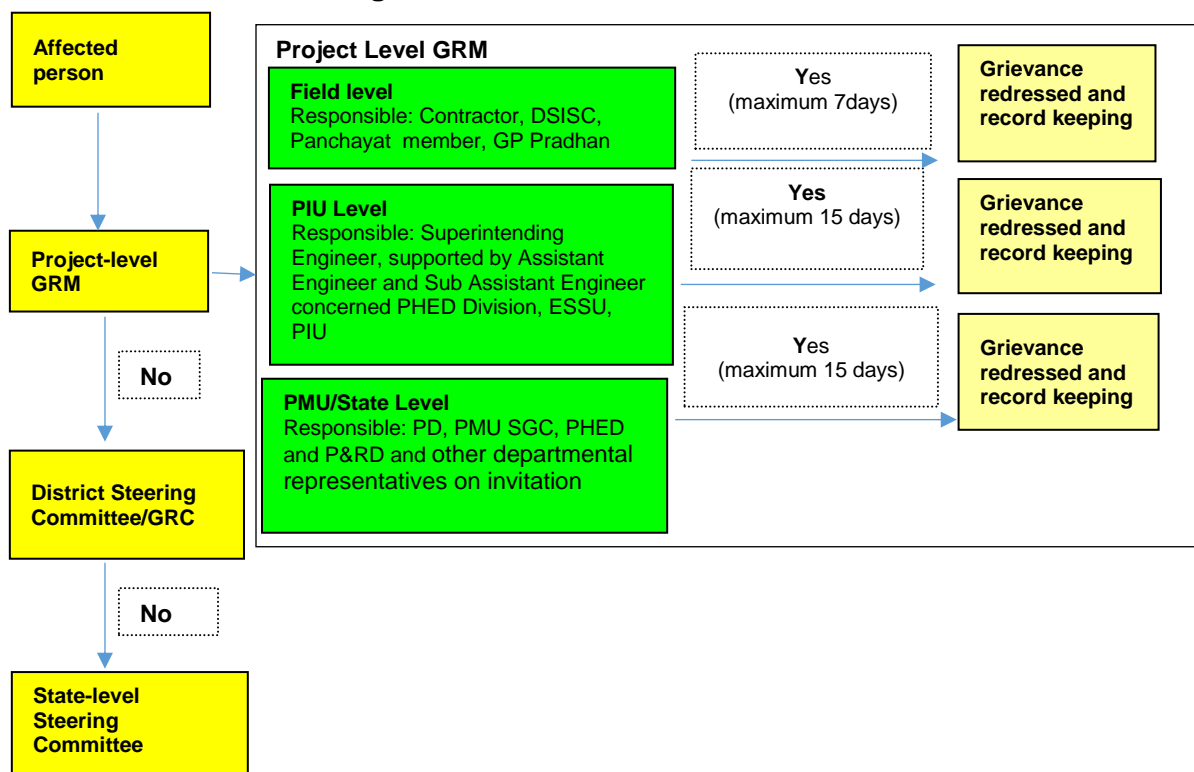 Affected
person
Project Level GRM
Field level
Responsible: Contractor, DSISC,
Panchayat member, GP Pradhan
Yes
(maximum 7days)
Grievance
redressed and
record keeping
Project-level
GRM
PIU Level
Responsible: Superintending
Engineer, supported by Assistant
Engineer and Sub Assistant Engineer
concerned PHED Division, ESSU,
PIU
Yes
(maximum 15 days)
Grievance
redressed and
record keeping
No
PMU/State Level
Responsible: PD, PMU SGC, PHED
and P&RD and other departmental
representatives on invitation
Yes
(maximum 15 days)
Grievance
redressed and
record keeping
District Steering
Committee/GRC
No
State-level
Steering
Committee